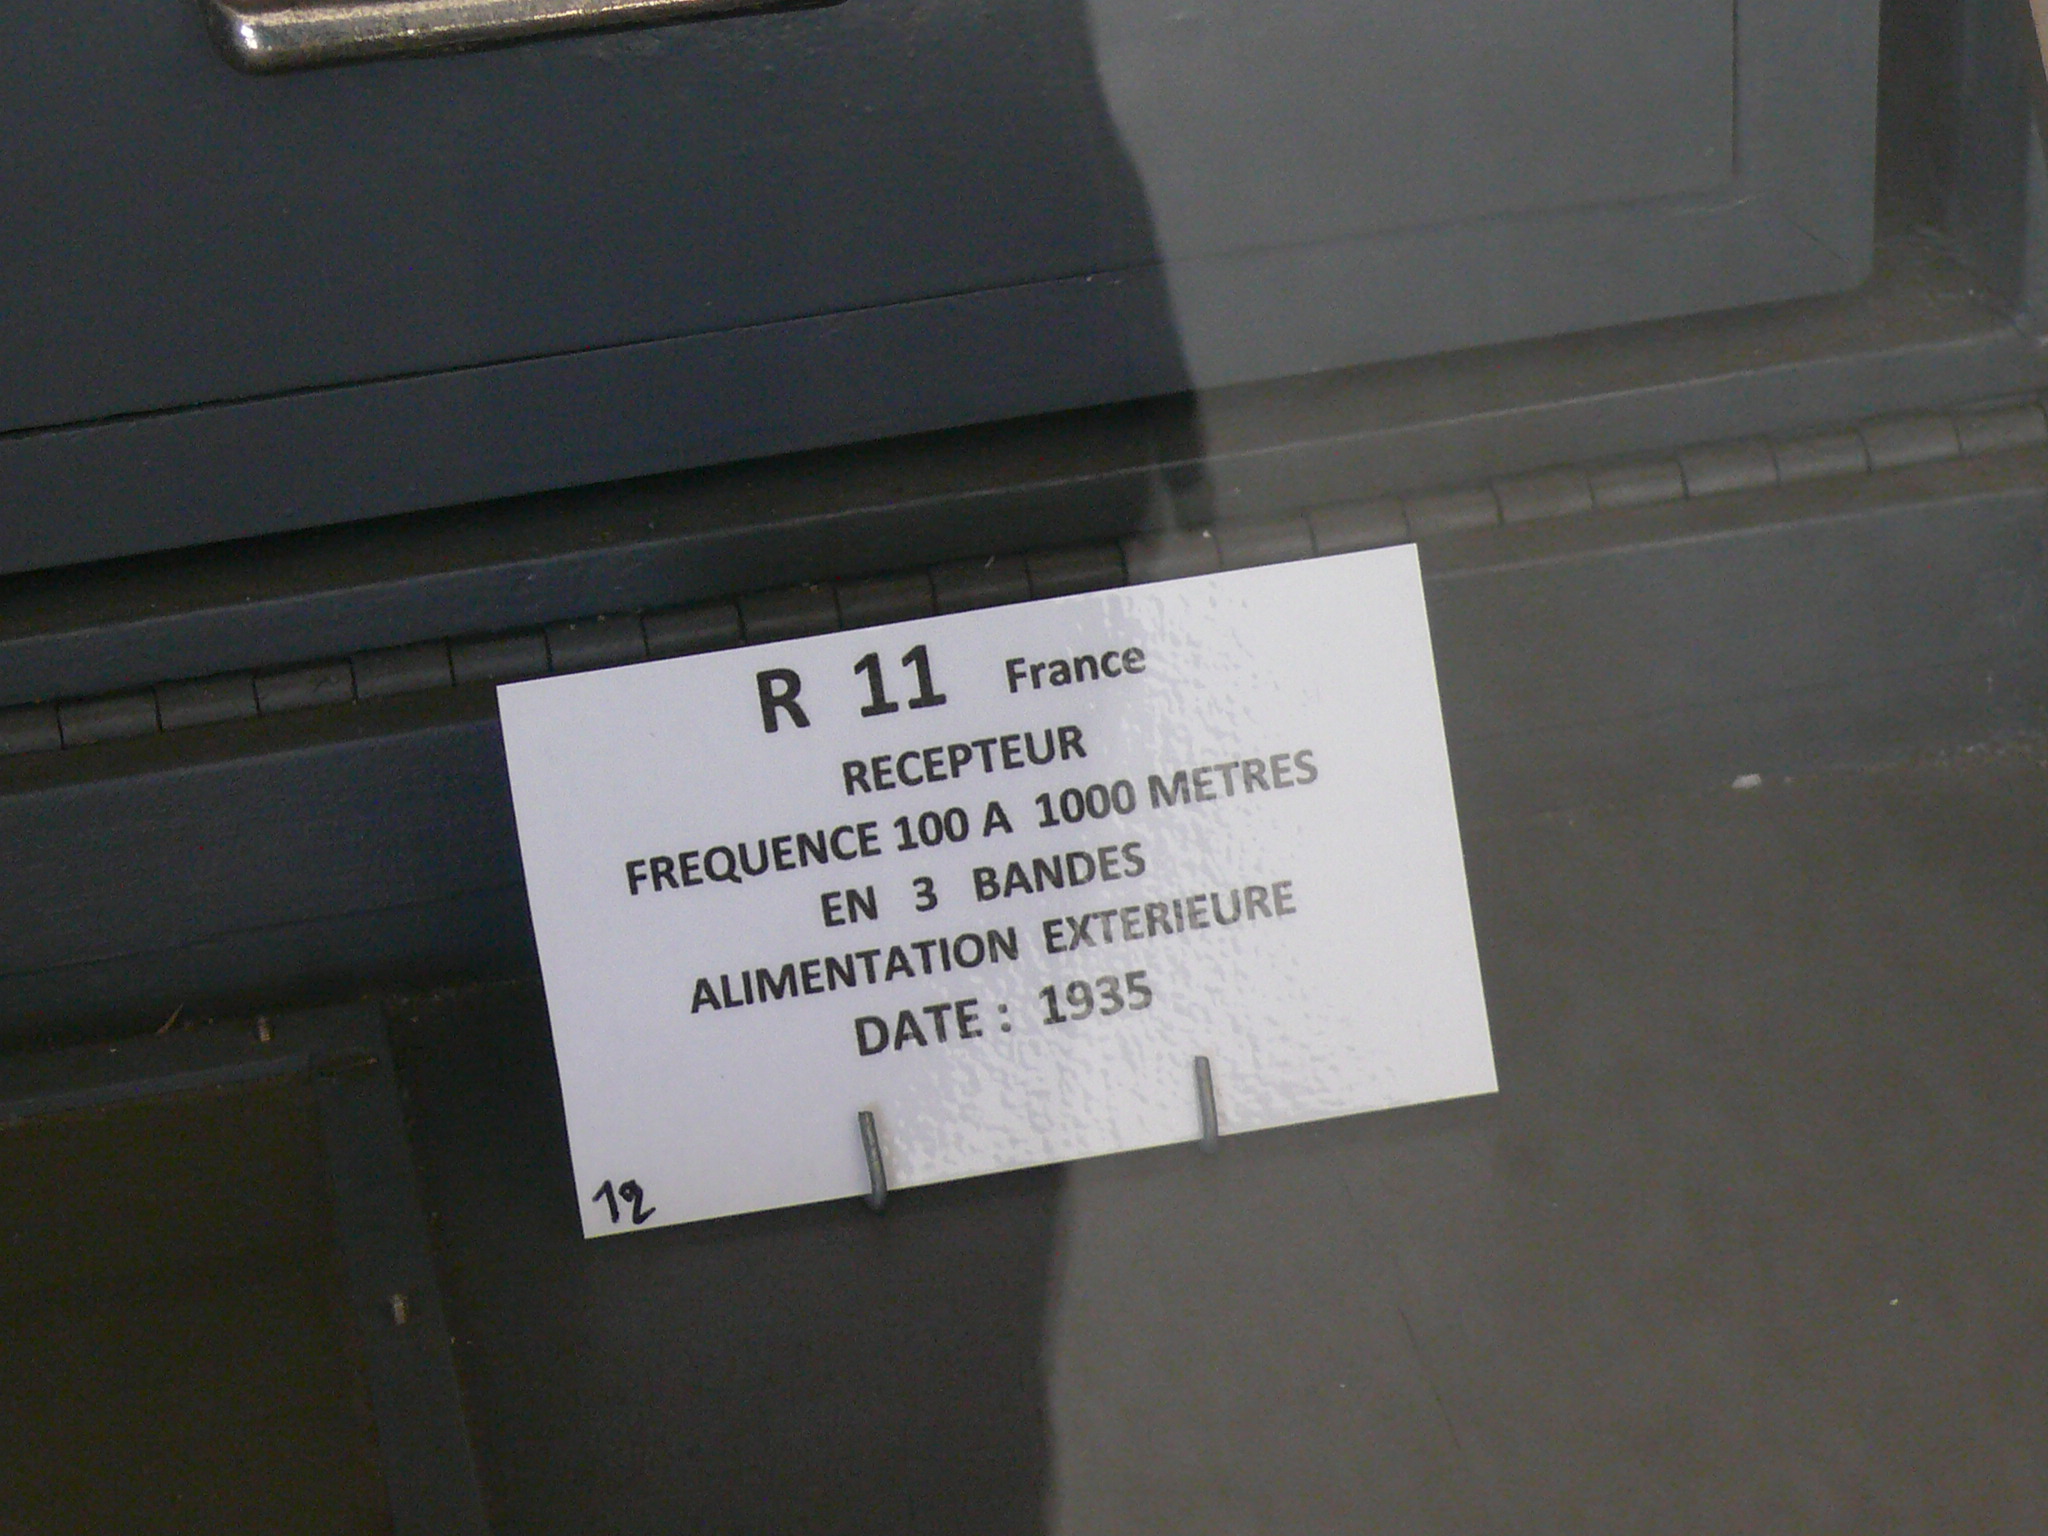 R 11 France
RECEPTEUR
FREQUENCE 100 A 1000 METRES
EN 3 BANDES
ALIMENTATION EXTERIEURE
DATE : 1935
12